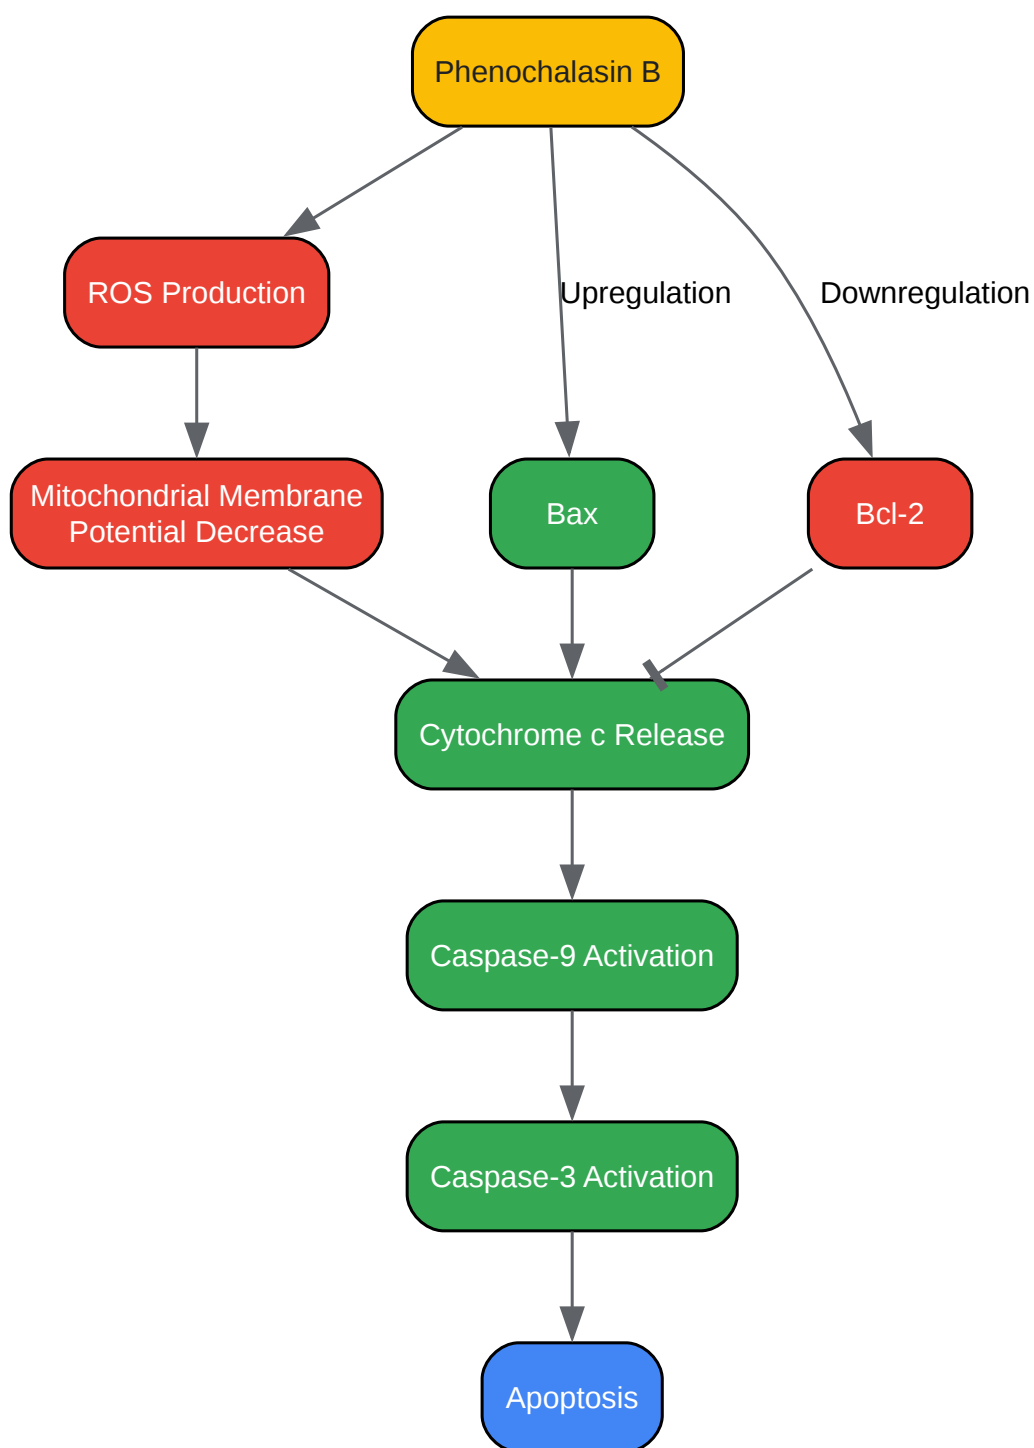 Phenochalasin B
ROS Production
Upregulation
Downregulation
Mitochondrial Membrane
Potential Decrease
Bax
Bcl-2
Cytochrome c Release
Caspase-9 Activation
Caspase-3 Activation
Apoptosis